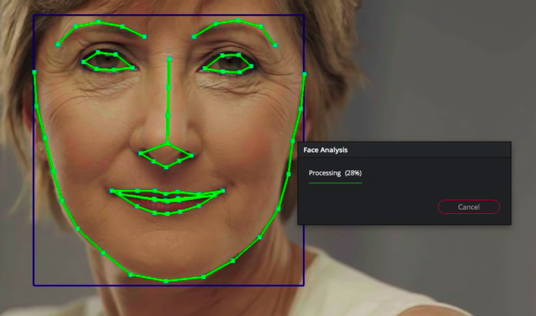 Face Analysis
Processing (28%)
Cancel